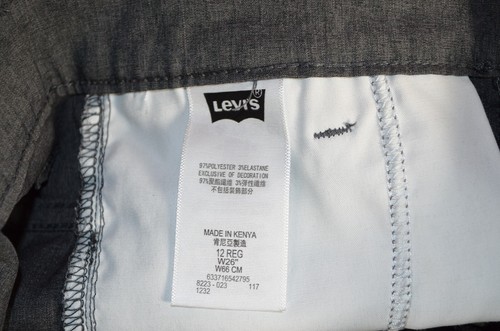 Levi's
®
97%POLYESTER 3%ELASTANE
EXCLUSIVE OF DECORATION
97%聚酯纖維 3%彈性纖維
不包括裝飾部分
MADE IN KENYA
肯尼亞製造
12 REG
W26"
W66 CM
633716542795
8223 - 023 117
1232